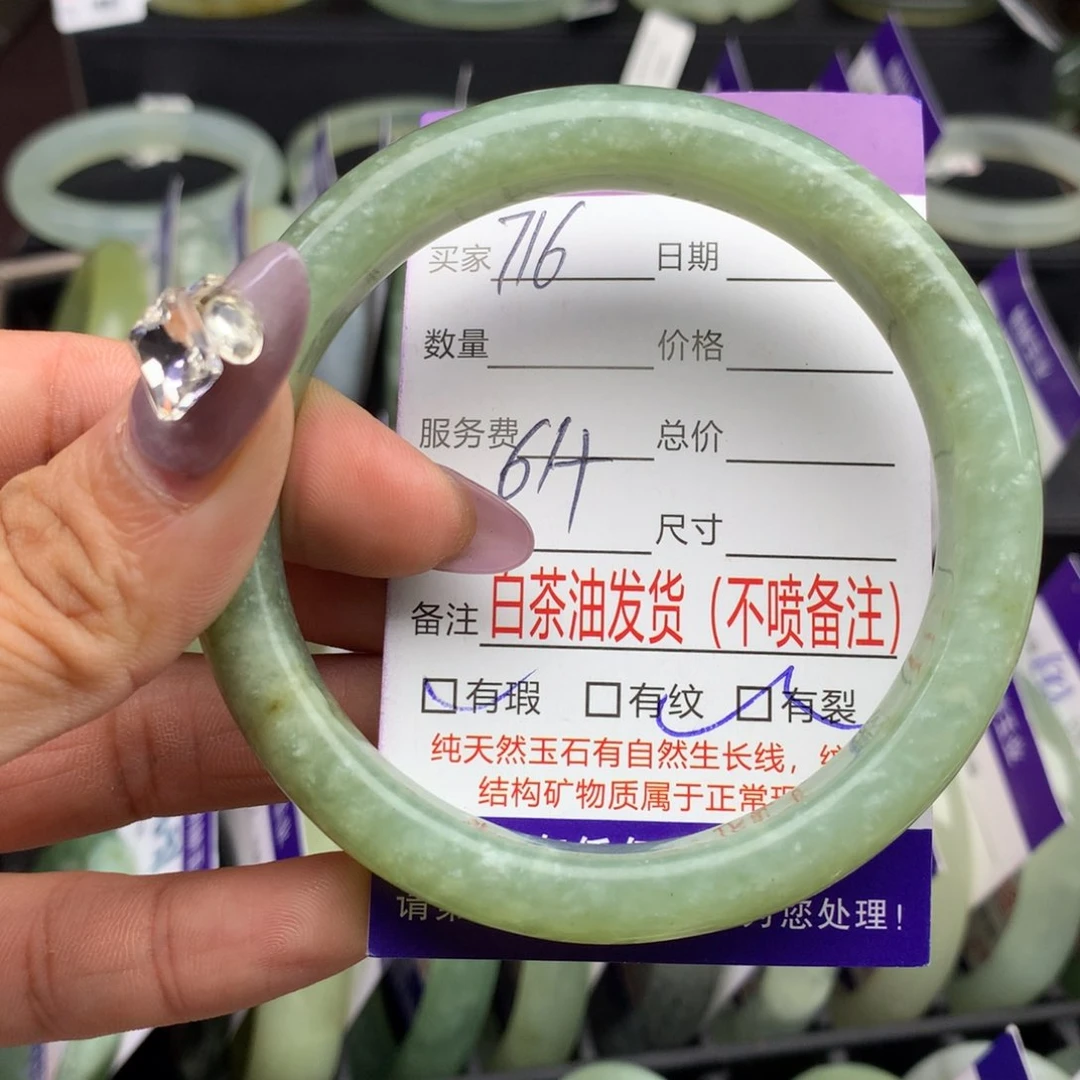 买家 716 日期
数量 价格
服务费 64 总价
尺寸
备注 白茶油发货（不喷备注）
□有瑕 □有纹 □有裂
纯天然玉石有自然生长线，
结构矿物质属于正常
请 您处理！